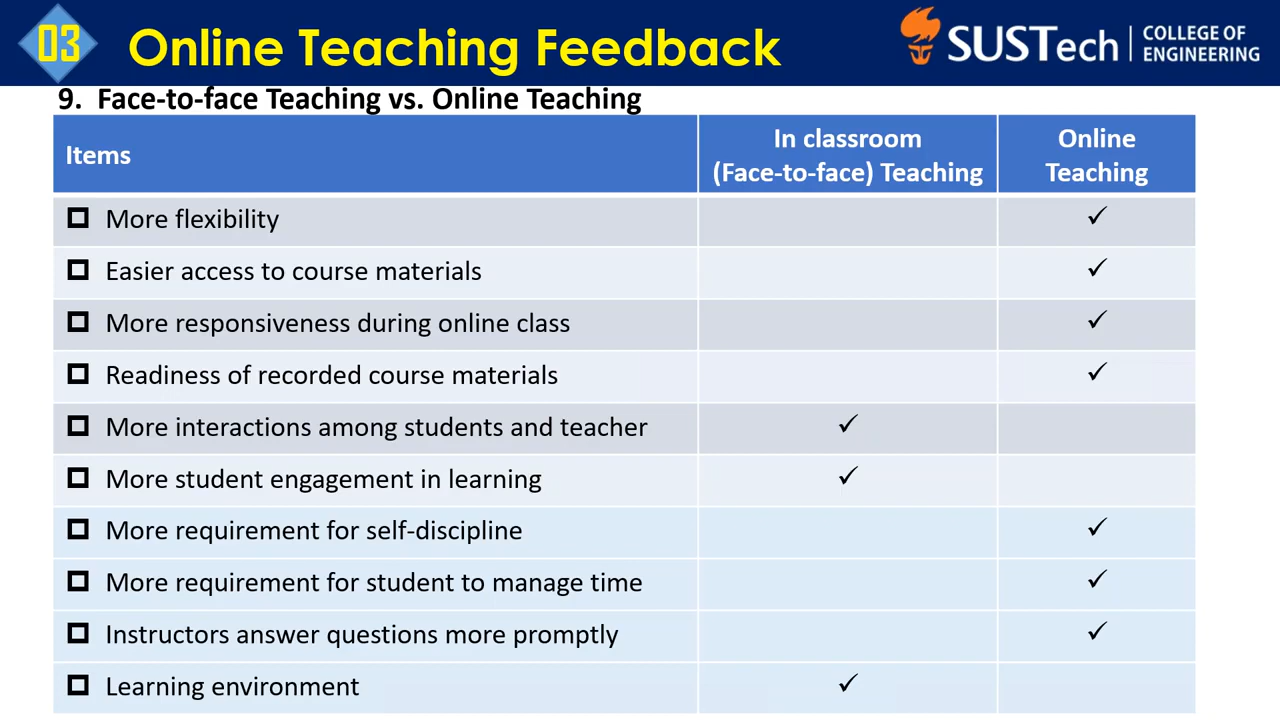 03
Online Teaching Feedback
SUSTech
COLLEGE OF
ENGINEERING
9. Face-to-face Teaching vs. Online Teaching
Items
In classroom
(Face-to-face) Teaching
Online
Teaching
More flexibility ✓
Easier access to course materials ✓
More responsiveness during online class ✓
Readiness of recorded course materials ✓
More interactions among students and teacher ✓
More student engagement in learning ✓
More requirement for self-discipline ✓
More requirement for student to manage time ✓
Instructors answer questions more promptly ✓
Learning environment ✓